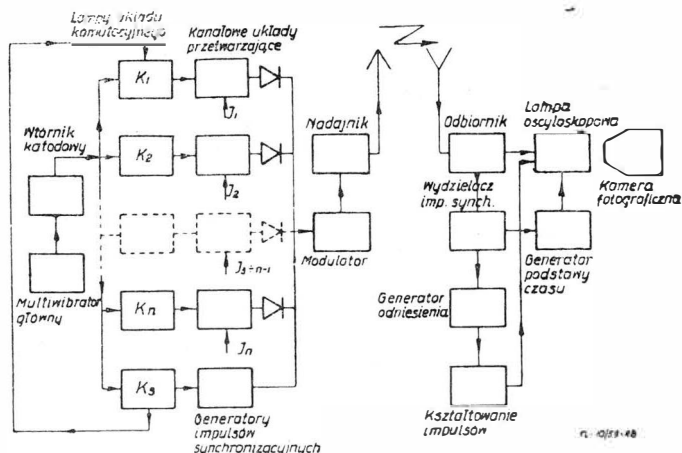 Lampy układu
komutacyjnego
Kanałowe układy
przetwarzające
K1
J1
Wtórnik
katodowy
K2
J2
Nadajnik
Odbiornik
Lampa
oscyloskopowa
Kamera
fotograficzna
Wydzielacz
imp. synch.
Multiwibrator
główny
J3÷n-1
Modulator
Generator
podstawy
czasu
Generator
odniesienia
Kn
Jn
Ks
Generatory
impulsów
synchronizacyjnych
Kształtowanie
impulsów